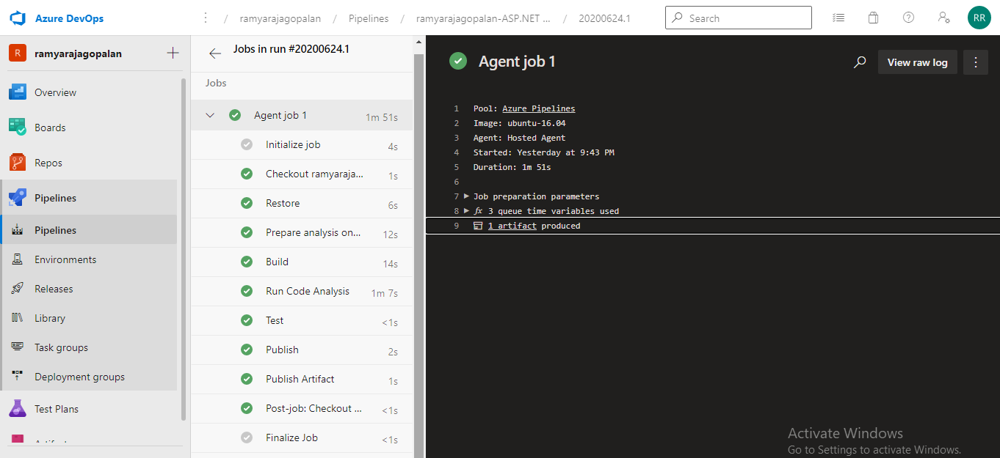 Azure DevOps
/ ramyarajagopalan / Pipelines / ramyarajagopalan-ASP.NET ... / 20200624.1
Search
RR
R ramyarajagopalan
Overview
Boards
Repos
Pipelines
Pipelines
Environments
Releases
Library
Task groups
Deployment groups
Test Plans
Jobs in run #20200624.1
Jobs
Agent job 1 1m 51s
Initialize job 4s
Checkout ramyaraja... 1s
Restore 6s
Prepare analysis on... 12s
Build 14s
Run Code Analysis 1m 7s
Test <1s
Publish 2s
Publish Artifact 1s
Post-job: Checkout ... <1s
Finalize Job <1s
Agent job 1
View raw log
1 Pool: Azure Pipelines
2 Image: ubuntu-16.04
3 Agent: Hosted Agent
4 Started: Yesterday at 9:43 PM
5 Duration: 1m 51s
6
7 Job preparation parameters
8 fx 3 queue time variables used
9 1 artifact produced
Activate Windows
Go to Settings to activate Windows.